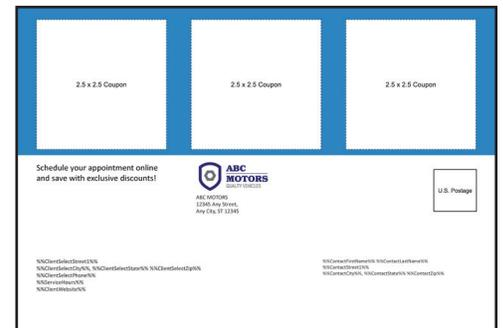 2.5 x 2.5 Coupon
2.5 x 2.5 Coupon
2.5 x 2.5 Coupon
Schedule your appointment online
and save with exclusive discounts!
ABC
MOTORS
QUALITY VEHICLES
ABC MOTORS
12345 Any Street,
Any City, ST 12345
U.S. Postage
%%ClientSelectStreet1%%
%%ClientSelectCity%%, %%ClientSelectState%% %%ClientSelectZip%%
%%ClientSelectPhone%%
%%ServiceHours%%
%%ClientWebsite%%
%%ContactFirstName%% %%ContactLastName%%
%%ContactStreet1%%
%%ContactCity%%, %%ContactState%% %%ContactZip%%